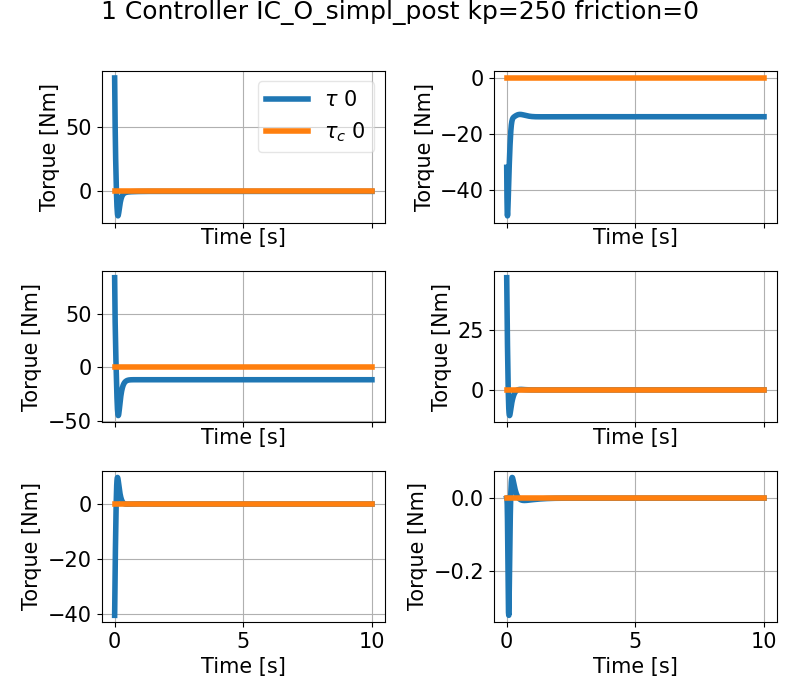 1 Controller IC_O_simpl_post kp=250 friction=0
Torque [Nm]
50
0
τ 0
τc 0
Time [s]
Torque [Nm]
0
−20
−40
Time [s]
Torque [Nm]
50
0
−50
Time [s]
Torque [Nm]
25
0
Time [s]
Torque [Nm]
0
−20
−40
0 5 10
Time [s]
Torque [Nm]
0.0
−0.2
0 5 10
Time [s]